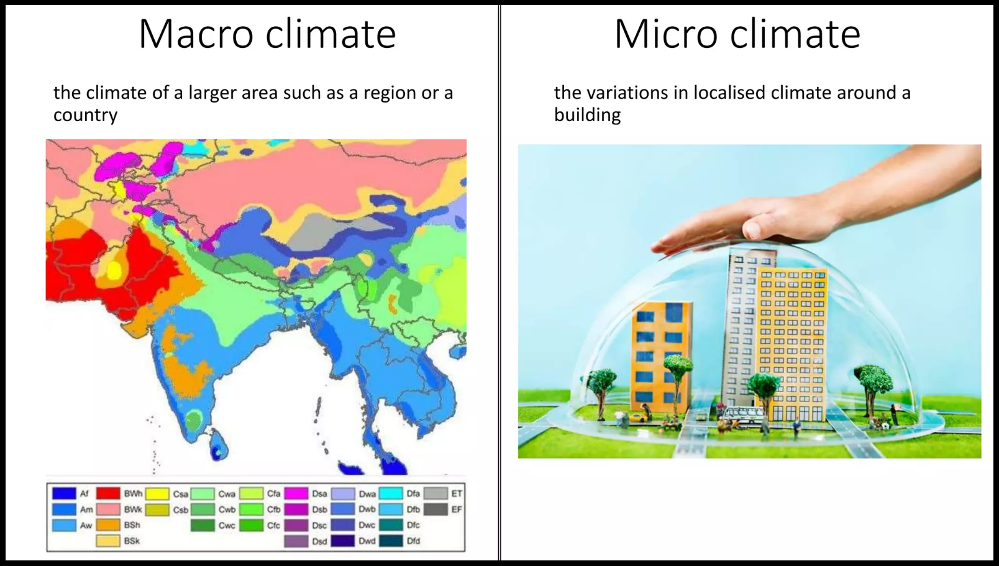 Macro climate
the climate of a larger area such as a region or a
country
Af BWh Csa Cwa Cfa Dsa Dwa Dfa ET
Am BWk Csb Cwb Cfb Dsb Dwb Dfb EF
Aw BSh Cwc Cfc Dsc Dwc Dfc
BSk Dsd Dwd Dfd
Micro climate
the variations in localised climate around a
building